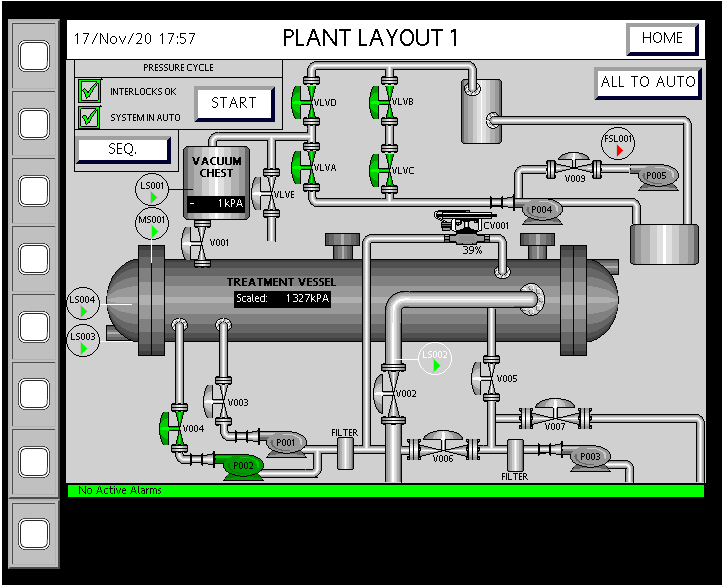 17/Nov/20 17:57
PLANT LAYOUT 1
HOME
PRESSURE CYCLE
INTERLOCKS OK
SYSTEM IN AUTO
START
ALL TO AUTO
SEQ.
VLVD
VLVB
VLVA
VLVC
VLVE
FSL001
V009
P005
P004
VACUUM
CHEST
- 1kPA
LS001
MS001
V001
CV001
39%
TREATMENT VESSEL
Scaled: 1327kPA
LS004
LS003
LS002
V005
V002
V003
V004
V007
FILTER
P001
P002
V006
P003
FILTER
No Active Alarms